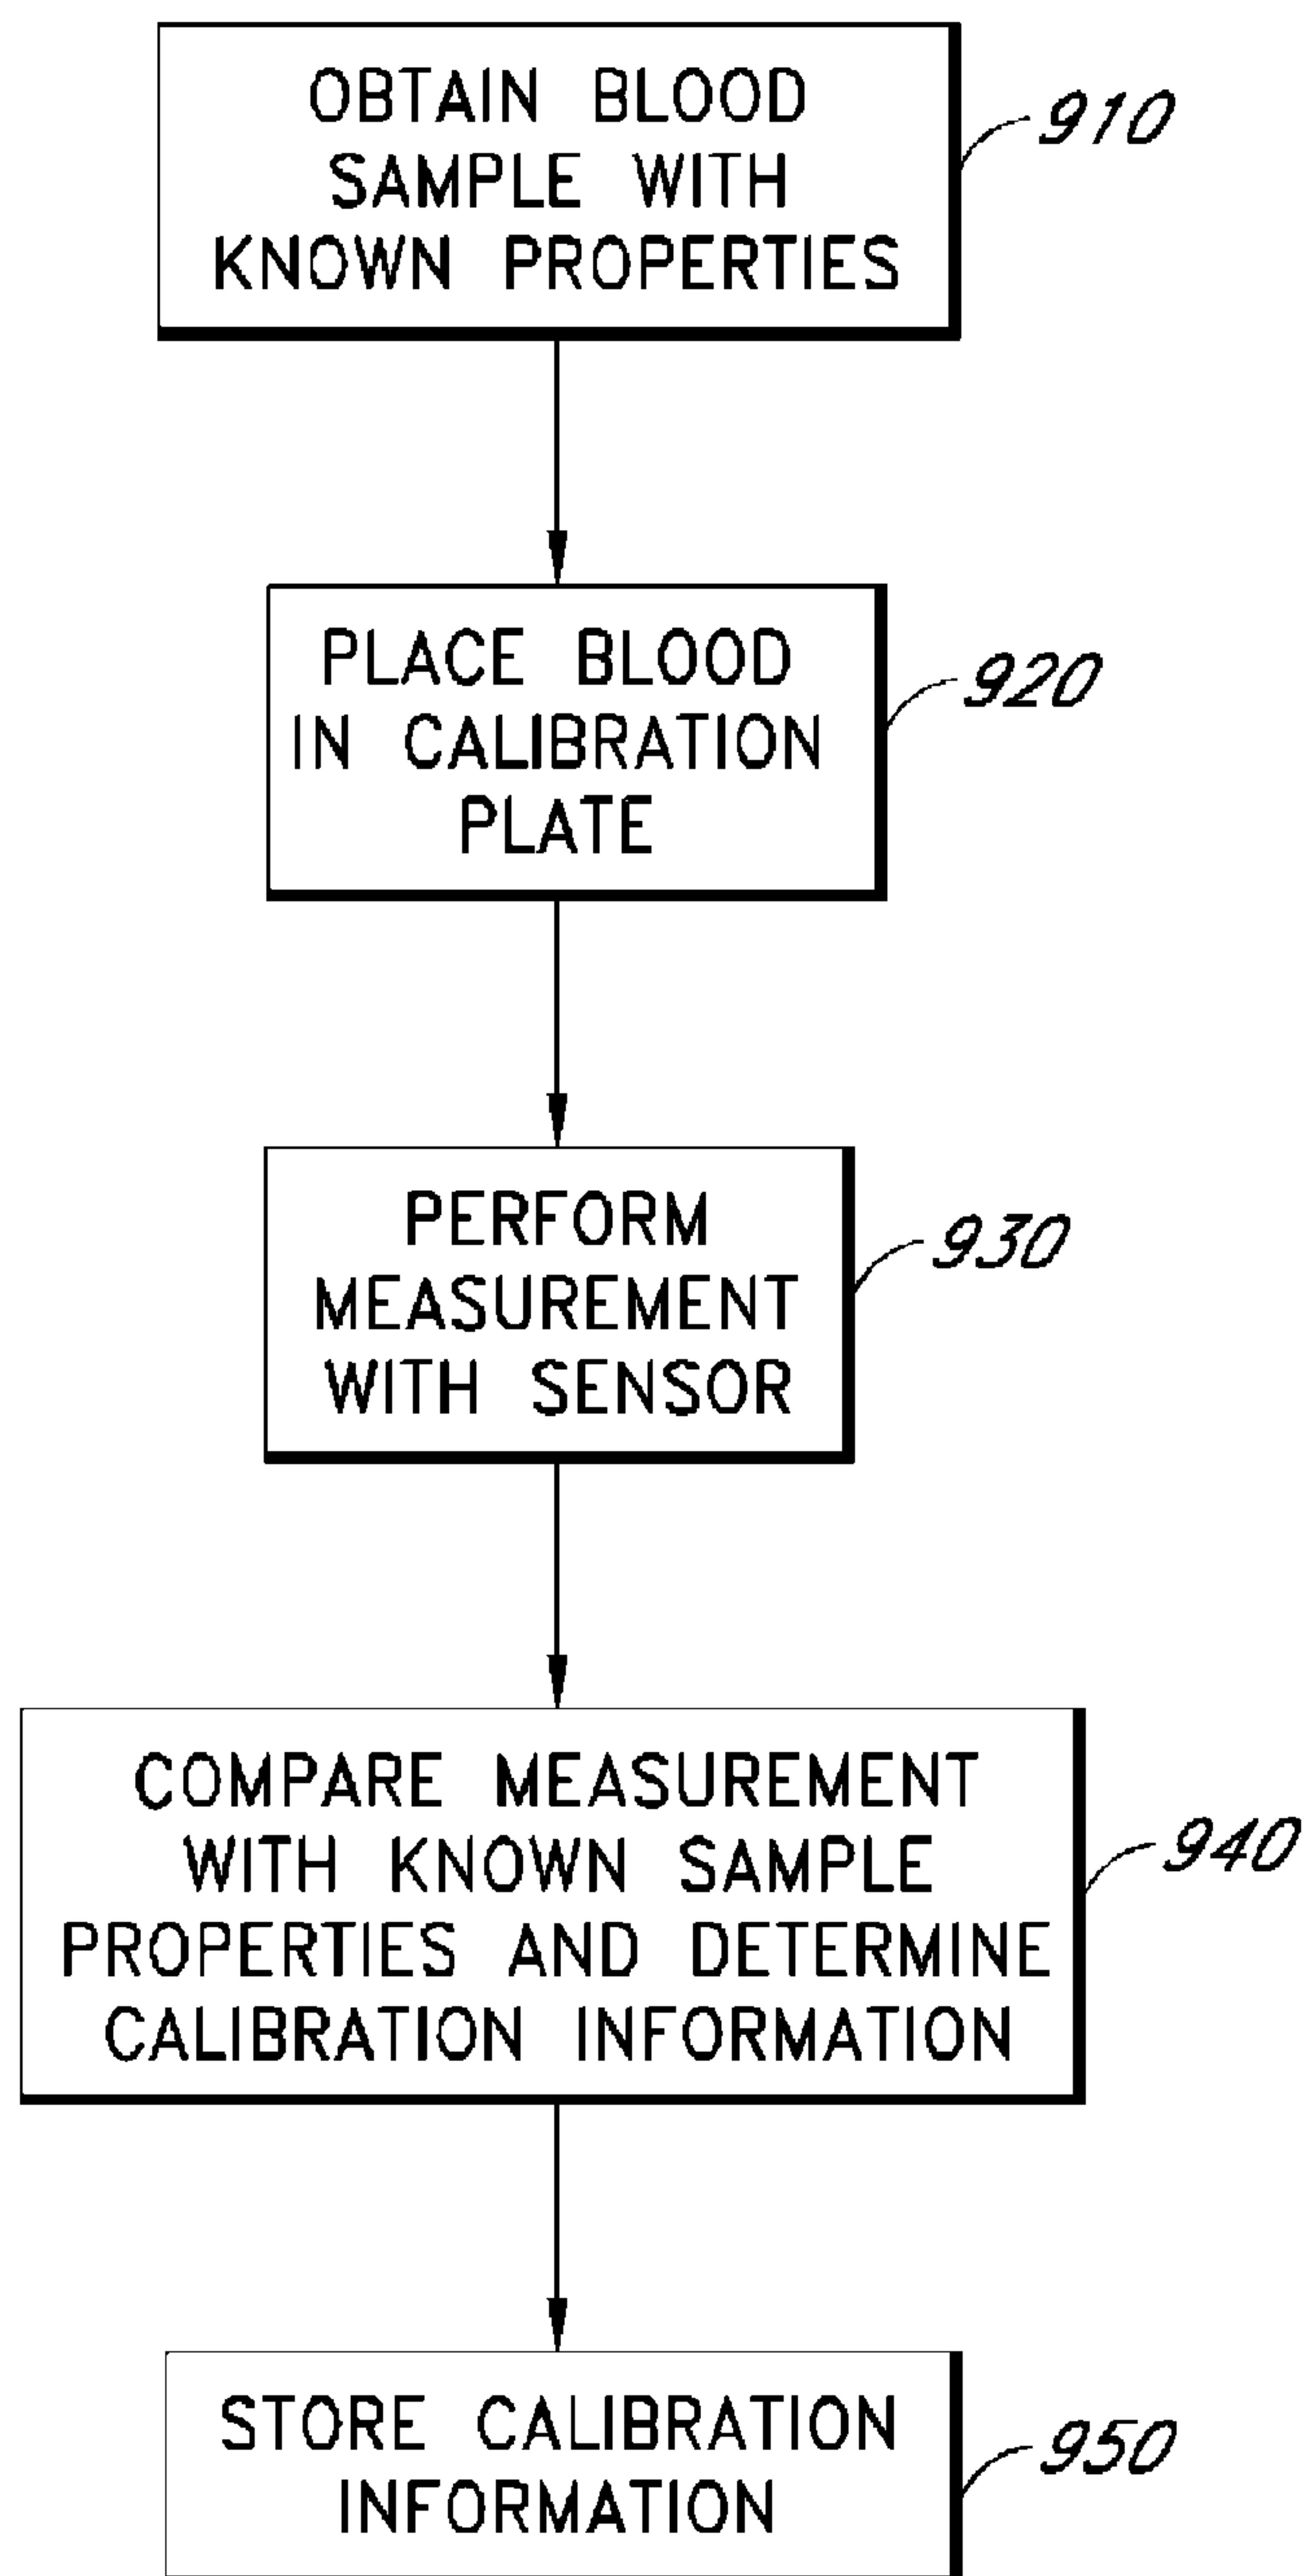 OBTAIN BLOOD
SAMPLE WITH
KNOWN PROPERTIES
910
PLACE BLOOD
IN CALIBRATION
PLATE
920
PERFORM
MEASUREMENT
WITH SENSOR
930
COMPARE MEASUREMENT
WITH KNOWN SAMPLE
PROPERTIES AND DETERMINE
CALIBRATION INFORMATION
940
STORE CALIBRATION
INFORMATION
950